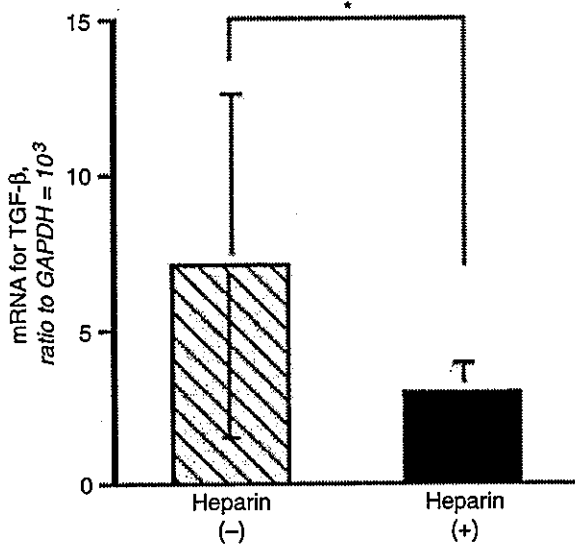 *
15
10
5
0
mRNA for TGF-β,
ratio to GAPDH = 10³
Heparin
(–)
Heparin
(+)